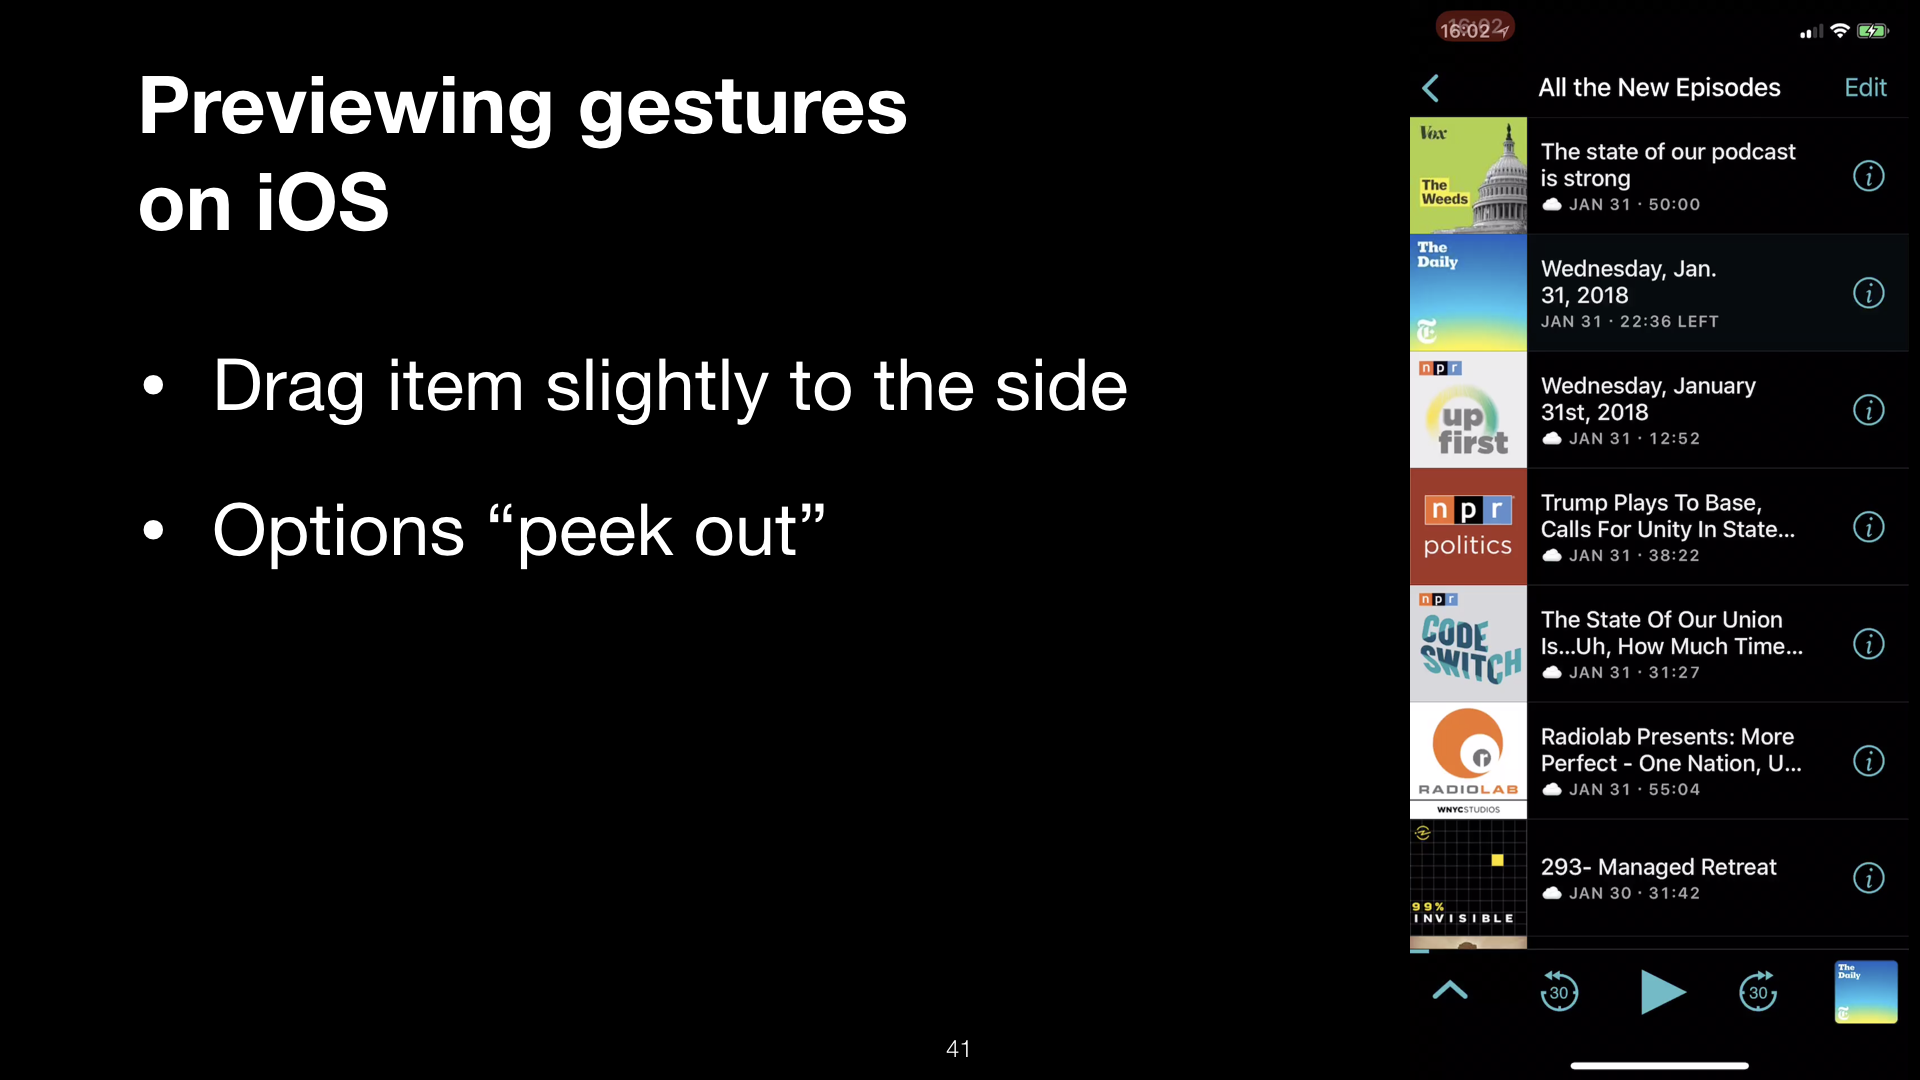 Previewing gestures
on iOS
• Drag item slightly to the side
• Options “peek out”
41
16:02
All the New Episodes
Edit
Vox
The
Weeds
The state of our podcast
is strong
JAN 31 · 50:00
The
Daily
Wednesday, Jan.
31, 2018
JAN 31 · 22:36 LEFT
npr
up
first
Wednesday, January
31st, 2018
JAN 31 · 12:52
npr
politics
Trump Plays To Base,
Calls For Unity In State...
JAN 31 · 38:22
npr
CODE
SWITCH
The State Of Our Union
Is...Uh, How Much Time...
JAN 31 · 31:27
RADIOLAB
WNYCSTUDIOS
Radiolab Presents: More
Perfect - One Nation, U...
JAN 31 · 55:04
99%
INVISIBLE
293- Managed Retreat
JAN 30 · 31:42
30
30
The
Daily